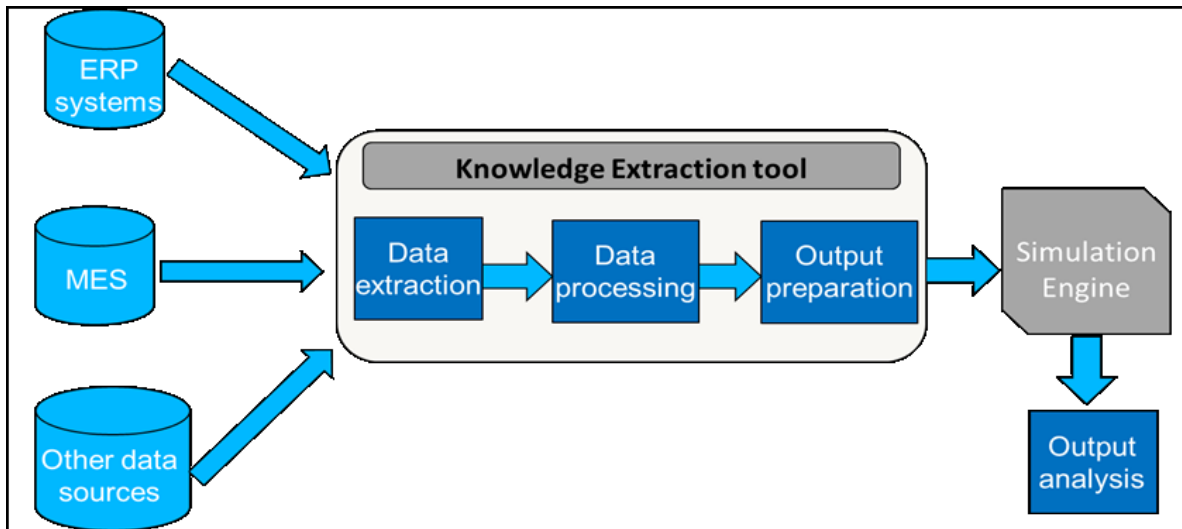 ERP
systems
MES
Other data
sources
Knowledge Extraction tool
Data
extraction
Data
processing
Output
preparation
Simulation
Engine
Output
analysis